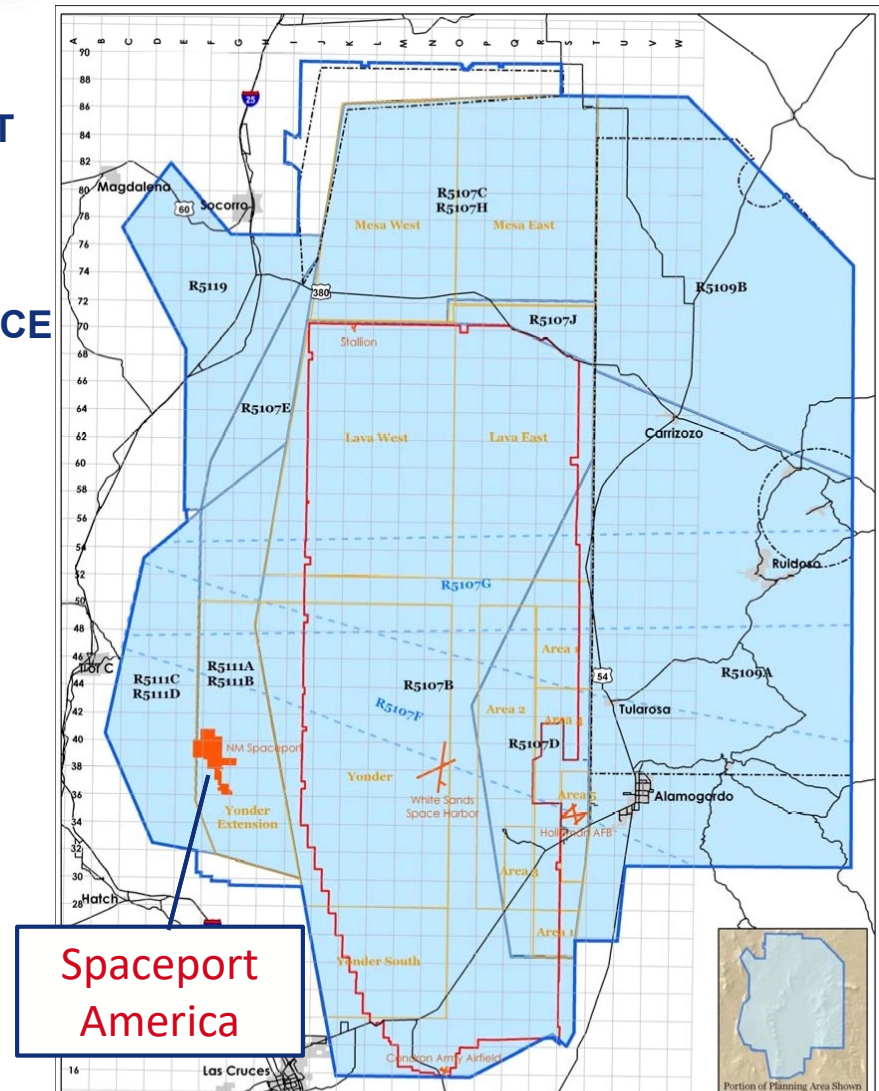 A B C D E F G H I J K L M N O P Q R S T U V W
90
88
25
86
84
T
82
Magdalena
R5107C
80
60
Socorro
R5107H
78
Mesa West
Mesa East
76
74
R5119
380
R5109B
72
R5107J
CE
70
Stallion
68
66
64
R5107E
Carrizozo
62
Lava West
Lava East
60
58
56
54
Ruidoso
52
R5107G
50
48
Area 1
46
T or C
R5111C
R5111D
R5111A
R5111B
R5107B
54
R5109A
44
R5107F
Area 2
Tularosa
42
Area 4
R5107D
40
NM Spaceport
38
Yonder
White Sands
Space Harbor
Area 5
Alamogordo
36
Yonder
Extension
34
Holloman AFB
32
30
Area 3
Hatch
28
Area 1
Spaceport
America
Yonder South
16
Las Cruces
Condron Army Airfield
Portion of Planning Area Shown